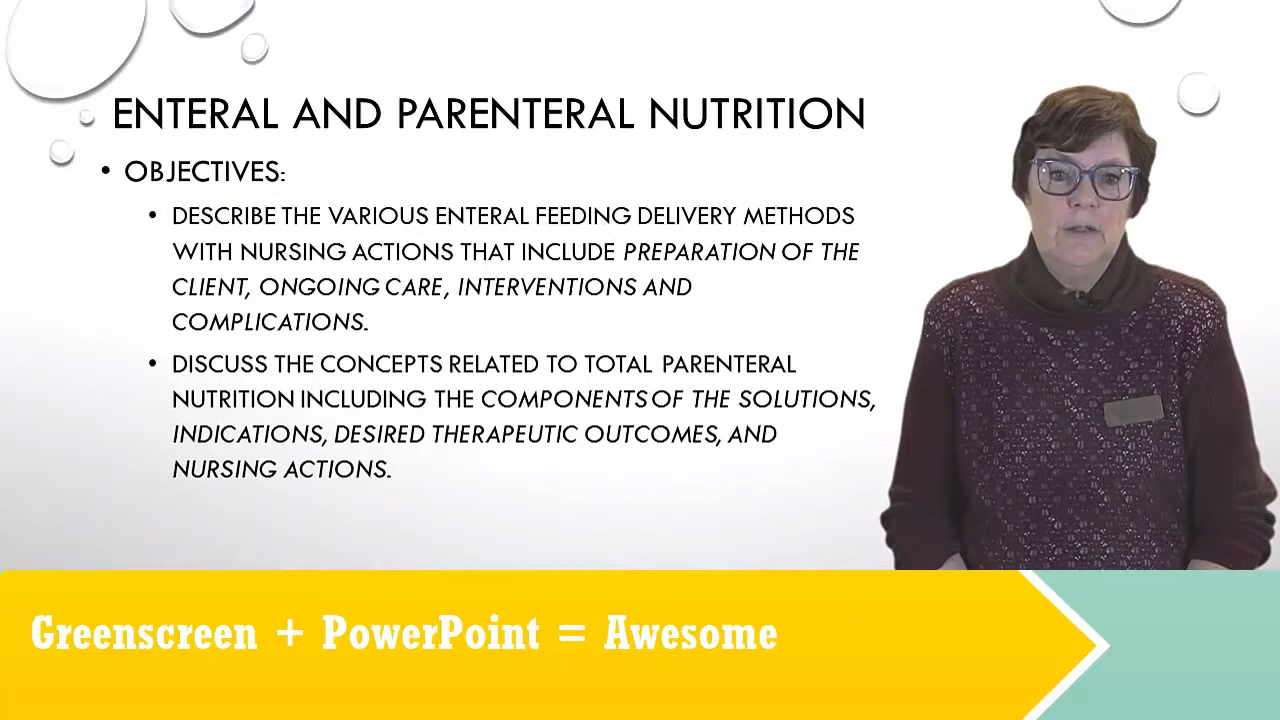 ENTERAL AND PARENTERAL NUTRITION
• OBJECTIVES:
• DESCRIBE THE VARIOUS ENTERAL FEEDING DELIVERY METHODS
WITH NURSING ACTIONS THAT INCLUDE PREPARATION OF THE
CLIENT, ONGOING CARE, INTERVENTIONS AND
COMPLICATIONS.
• DISCUSS THE CONCEPTS RELATED TO TOTAL PARENTERAL
NUTRITION INCLUDING THE COMPONENTS OF THE SOLUTIONS,
INDICATIONS, DESIRED THERAPEUTIC OUTCOMES, AND
NURSING ACTIONS.
Greenscreen + PowerPoint = Awesome